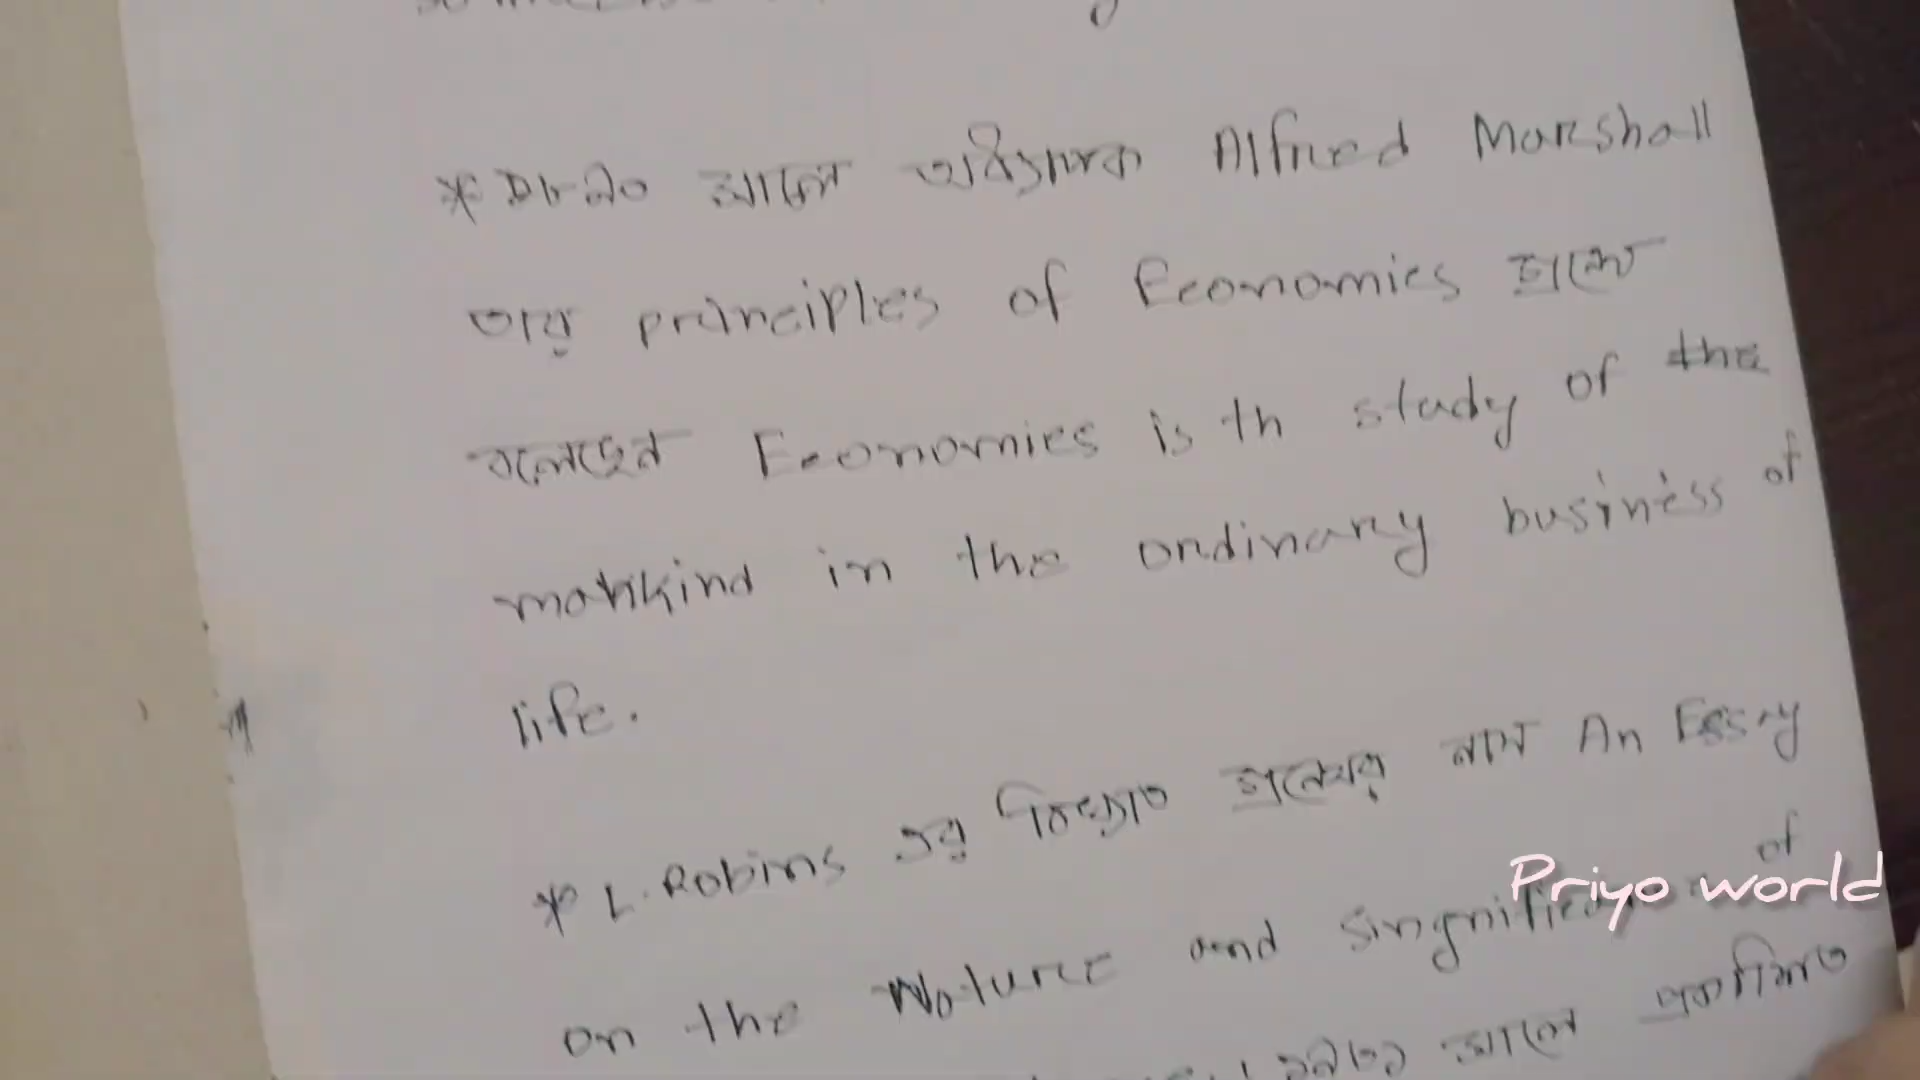 * ১৮৯০ সালে অধ্যাপক Alfred Marshall
তার principles of Economics গ্রন্থে
বলেছেন Economics is th study of the
mankind in the ordinary business of
life.
* L. Robins এর বিখ্যাত গ্রন্থের নাম An Essay
on the Nature and of
Priyo world
সালে প্রকাশিত